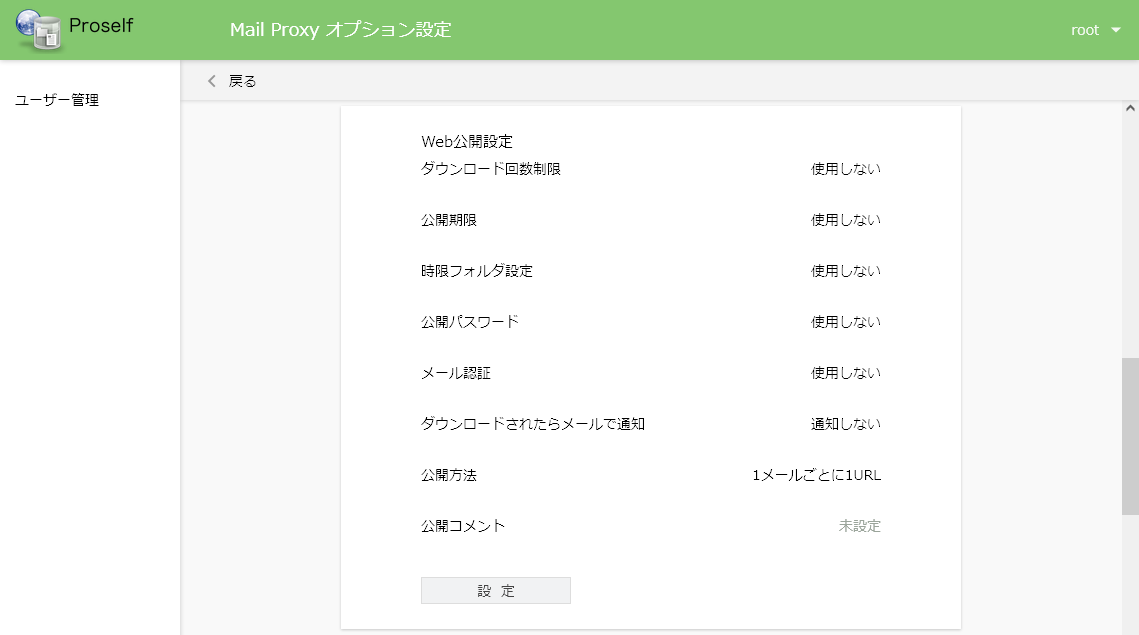 Proself
Mail Proxy オプション設定
root
戻る
ユーザー管理
Web公開設定
ダウンロード回数制限 使用しない
公開期限 使用しない
時限フォルダ設定 使用しない
公開パスワード 使用しない
メール認証 使用しない
ダウンロードされたらメールで通知 通知しない
公開方法 1メールごとに1URL
公開コメント 未設定
設 定